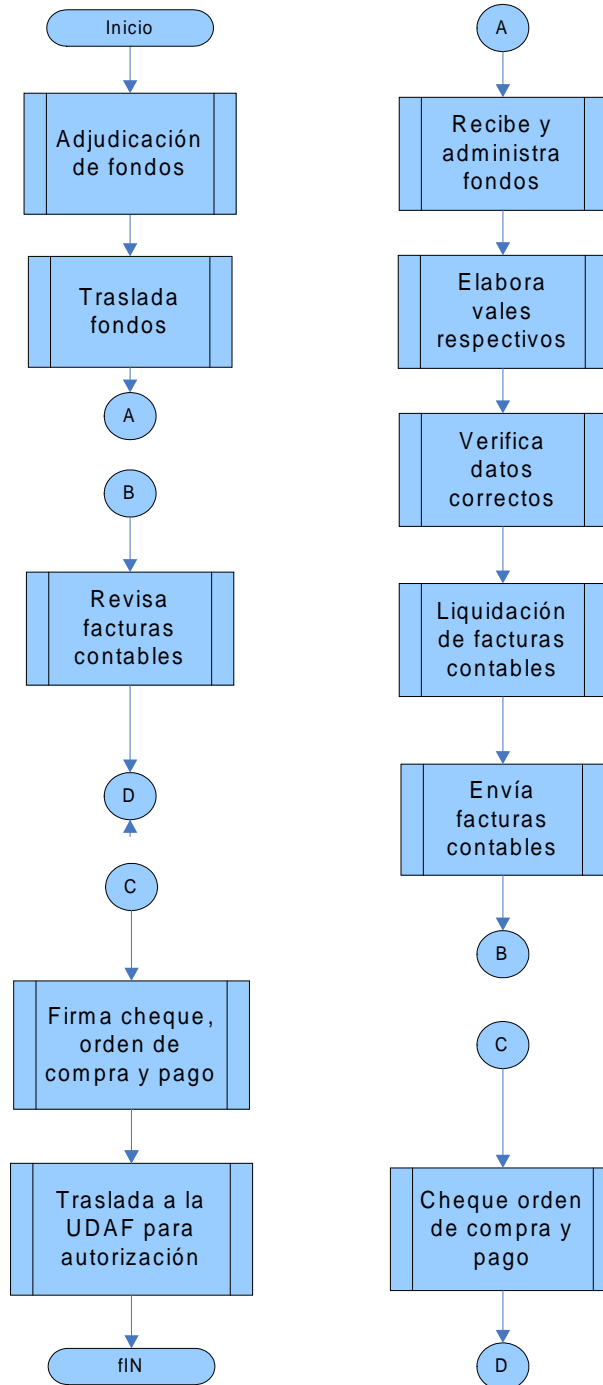 Inicio
Adjudicación
de fondos
Traslada
fondos
A
B
Revisa
facturas
contables
D
C
Firma cheque,
orden de
compra y pago
Traslada a la
UDAF para
autorización
fIN
A
Recibe y
administra
fondos
Elabora
vales
respectivos
Verifica
datos
correctos
Liquidación
de facturas
contables
Envía
facturas
contables
B
C
Cheque orden
de compra y
pago
D